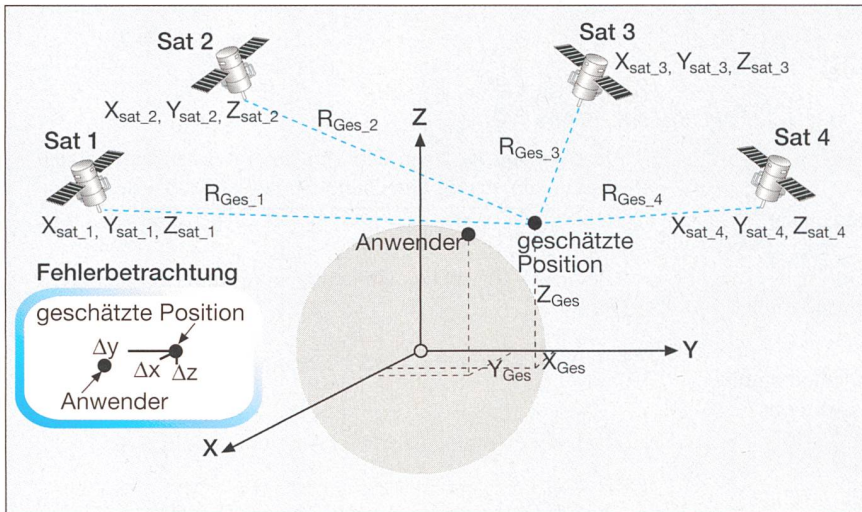 Sat 2
Sat 3
X_sat_3, Y_sat_3, Z_sat_3
X_sat_2, Y_sat_2, Z_sat_2
R_Ges_2
Z
Sat 1
R_Ges_3
Sat 4
R_Ges_1
R_Ges_4
X_sat_1, Y_sat_1, Z_sat_1
Anwender
geschätzte
Position
X_sat_4, Y_sat_4, Z_sat_4
Fehlerbetrachtung
geschätzte Position
Δy
Δx
Δz
Anwender
Z_Ges
Y_Ges
X_Ges
Y
X